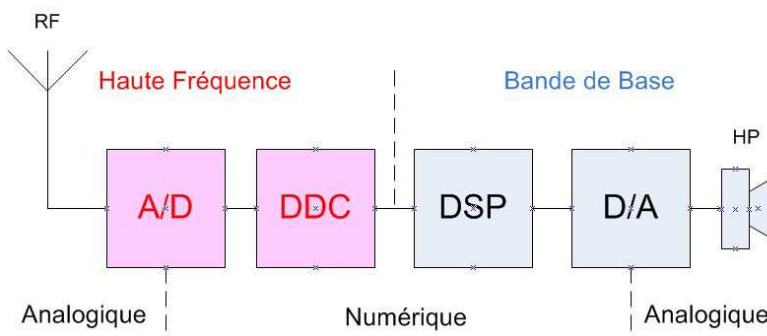 RF
Haute Fréquence
Bande de Base
HP
A/D
DDC
DSP
D/A
Analogique
Numérique
Analogique